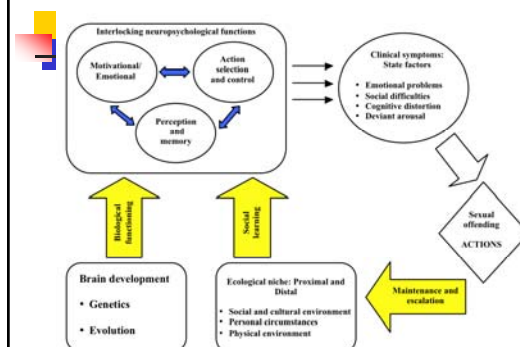 Interlocking neuropsychological functions
Motivational/
Emotional
Action
selection
and control
Perception
and
memory
Clinical symptoms:
State factors
• Emotional problems
• Social difficulties
• Cognitive distortion
• Deviant arousal
Biological
functioning
Social
learning
Sexual
offending
ACTIONS
Brain development
• Genetics
• Evolution
Ecological niche: Proximal and
Distal
• Social and cultural environment
• Personal circumstances
• Physical environment
Maintenance and
escalation